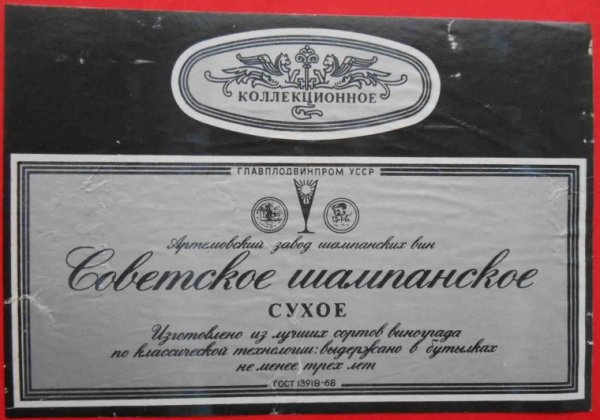 КОЛЛЕКЦИОННОЕ
ГЛАВПЛОДВИНПРОМ УССР
Артемовский завод шампанских вин
Советское шампанское
СУХОЕ
Изготовлено из лучших сортов винограда
по классической технологии: выдержано в бутылках
не менее трех лет
ГОСТ 13918-68